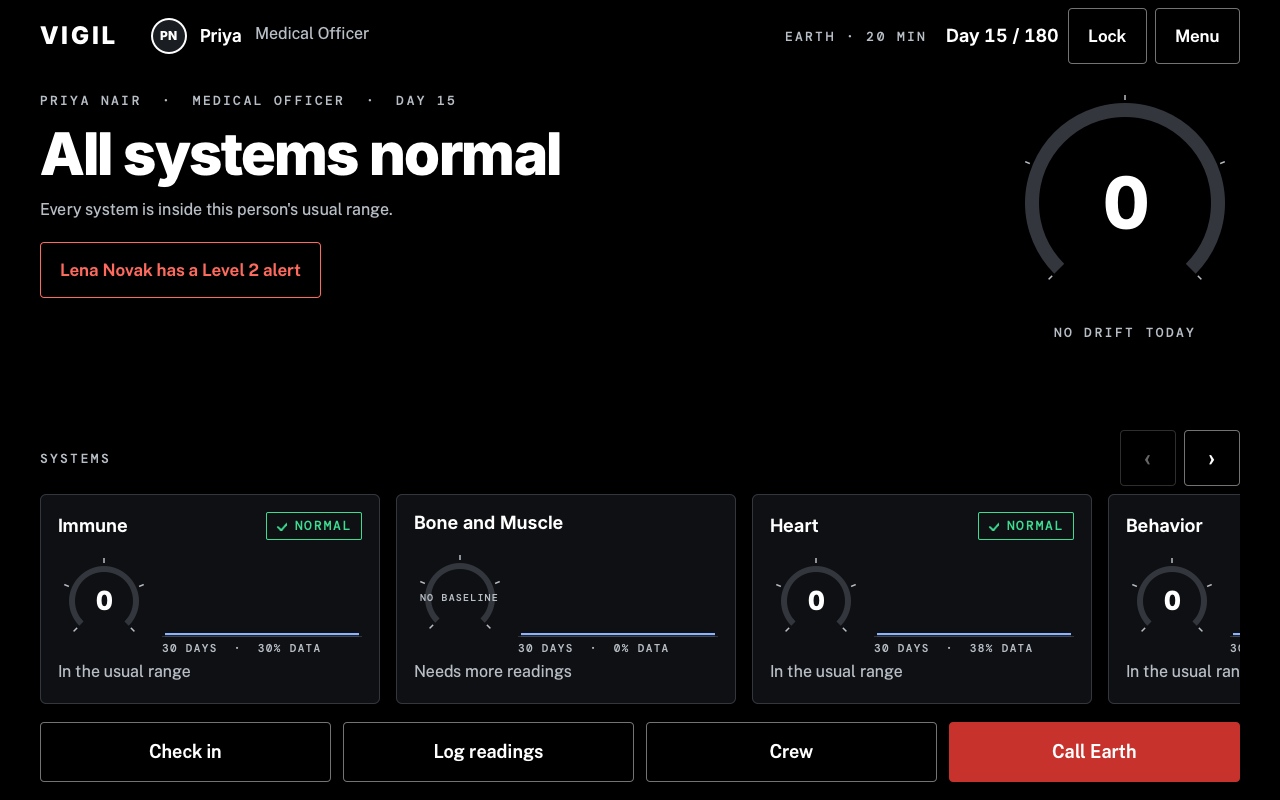 VIGIL
PN
Priya Medical Officer
EARTH · 20 MIN
Day 15 / 180
Lock
Menu
PRIYA NAIR · MEDICAL OFFICER · DAY 15
All systems normal
Every system is inside this person's usual range.
Lena Novak has a Level 2 alert
0
NO DRIFT TODAY
SYSTEMS
‹ ›
Immune
✓ NORMAL
0
30 DAYS · 30% DATA
In the usual range
Bone and Muscle
NO BASELINE
30 DAYS · 0% DATA
Needs more readings
Heart
✓ NORMAL
0
30 DAYS · 38% DATA
In the usual range
Behavior
0
In the usual
Check in
Log readings
Crew
Call Earth